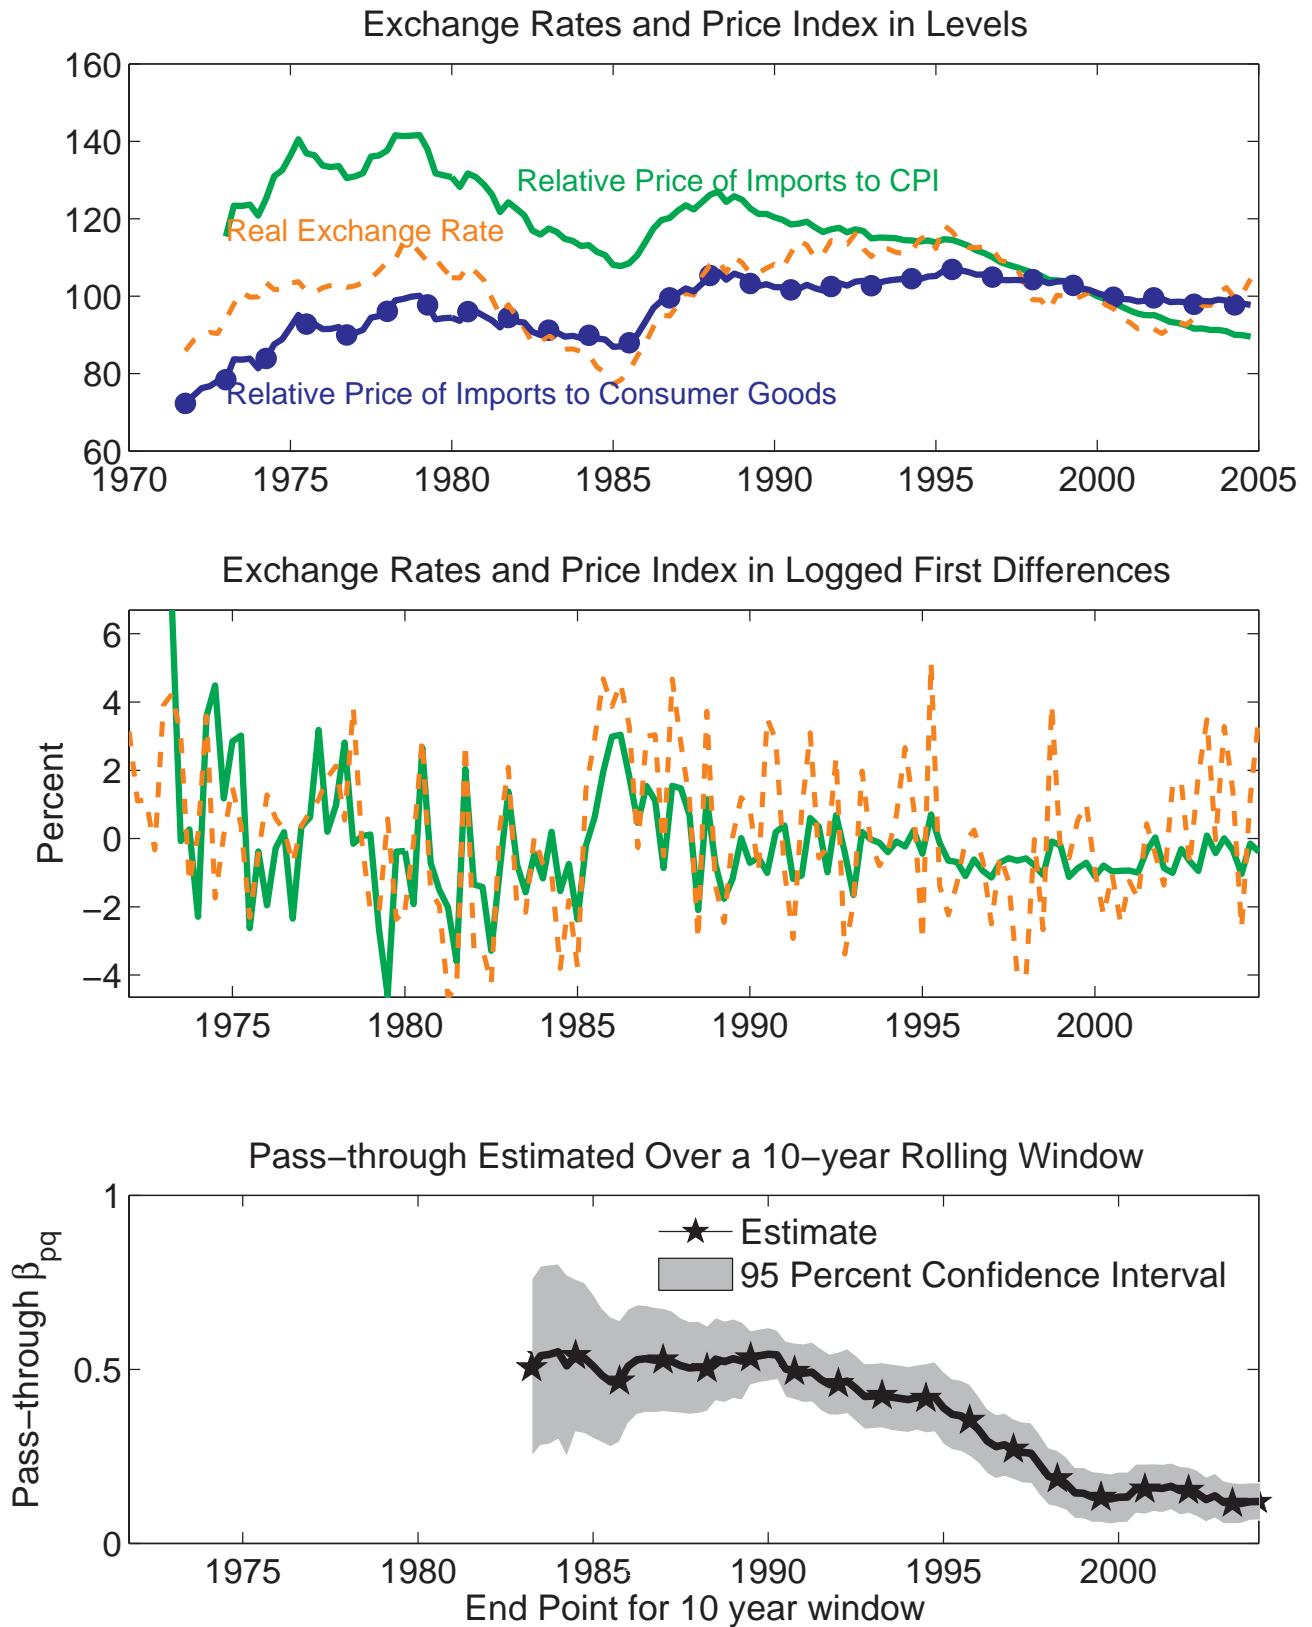 Exchange Rates and Price Index in Levels
160
140
120
100
80
60
Relative Price of Imports to CPI
Real Exchange Rate
Relative Price of Imports to Consumer Goods
1970 1975 1980 1985 1990 1995 2000 2005
Exchange Rates and Price Index in Logged First Differences
Percent
6
4
2
0
−2
−4
1975 1980 1985 1990 1995 2000
Pass−through Estimated Over a 10−year Rolling Window
Pass−through βpq
1
0.5
0
Estimate
95 Percent Confidence Interval
1975 1980 1985 1990 1995 2000
End Point for 10 year window